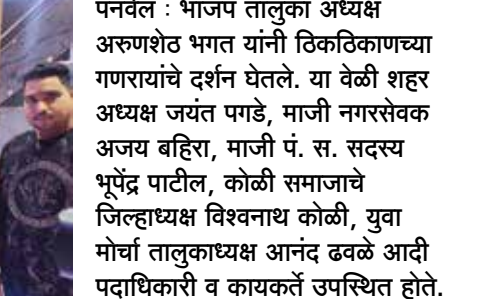 पनवेल : भाजप तालुका अध्यक्ष
अरुणशेठ भगत यांनी ठिकठिकाणच्या
गणरायांचे दर्शन घेतले. या वेळी शहर
अध्यक्ष जयंत पगडे, माजी नगरसेवक
अजय बहिरा, माजी पं. स. सदस्य
भूपेंद्र पाटील, कोळी समाजाचे
जिल्हाध्यक्ष विश्वनाथ कोळी, युवा
मोर्चा तालुकाध्यक्ष आनंद ढवळे आदी
पदाधिकारी व कायकर्ते उपस्थित होते.